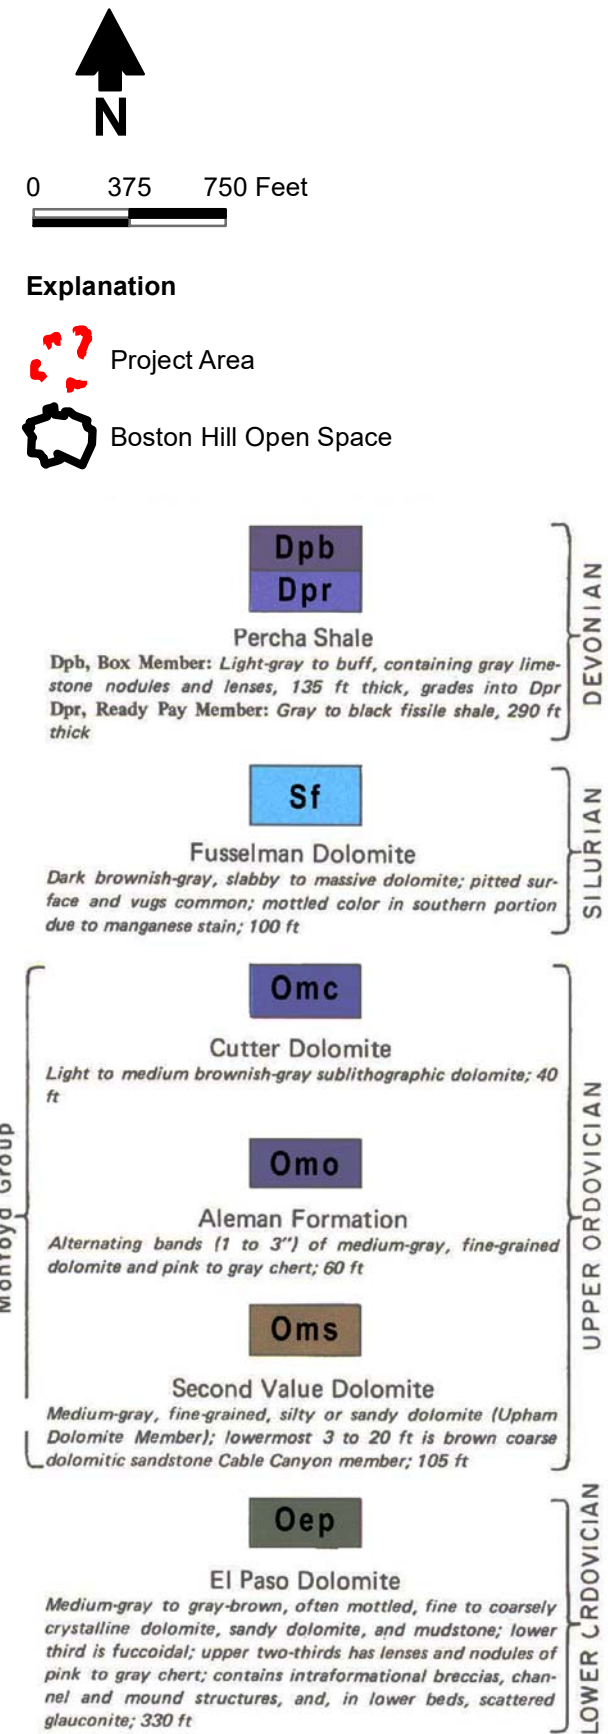 N
0 375 750 Feet
Explanation
Project Area
Boston Hill Open Space
Dpb
Dpr
Percha Shale
Dpb, Box Member: Light-gray to buff, containing gray lime-
stone nodules and lenses, 135 ft thick, grades into Dpr
Dpr, Ready Pay Member: Gray to black fissile shale, 290 ft
thick
DEVONIAN
Sf
Fusselman Dolomite
Dark brownish-gray, slabby to massive dolomite; pitted sur-
face and vugs common; mottled color in southern portion
due to manganese stain; 100 ft
SILURIAN
Omc
Cutter Dolomite
Light to medium brownish-gray sublithographic dolomite; 40
ft
Omo
Aleman Formation
Alternating bands (1 to 3") of medium-gray, fine-grained
dolomite and pink to gray chert; 60 ft
Oms
Second Value Dolomite
Medium-gray, fine-grained, silty or sandy dolomite (Upham
Dolomite Member); lowermost 3 to 20 ft is brown coarse
dolomitic sandstone Cable Canyon member; 105 ft
Montoya Group
UPPER ORDOVICIAN
Oep
El Paso Dolomite
Medium-gray to gray-brown, often mottled, fine to coarsely
crystalline dolomite, sandy dolomite, and mudstone; lower
third is fuccoidal; upper two-thirds has lenses and nodules of
pink to gray chert; contains intraformational breccias, chan-
nel and mound structures, and, in lower beds, scattered
glauconite; 330 ft
LOWER ORDOVICIAN